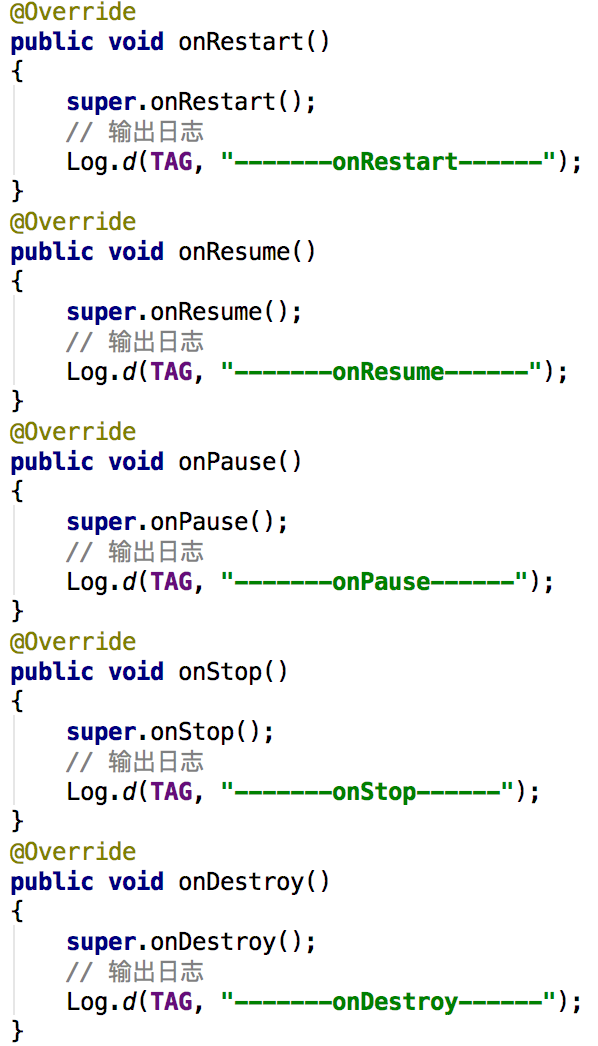 @Override
public void onRestart()
{
    super.onRestart();
    // 输出日志
    Log.d(TAG, "-------onRestart------");
}
@Override
public void onResume()
{
    super.onResume();
    // 输出日志
    Log.d(TAG, "-------onResume------");
}
@Override
public void onPause()
{
    super.onPause();
    // 输出日志
    Log.d(TAG, "-------onPause------");
}
@Override
public void onStop()
{
    super.onStop();
    // 输出日志
    Log.d(TAG, "-------onStop------");
}
@Override
public void onDestroy()
{
    super.onDestroy();
    // 输出日志
    Log.d(TAG, "-------onDestroy------");
}